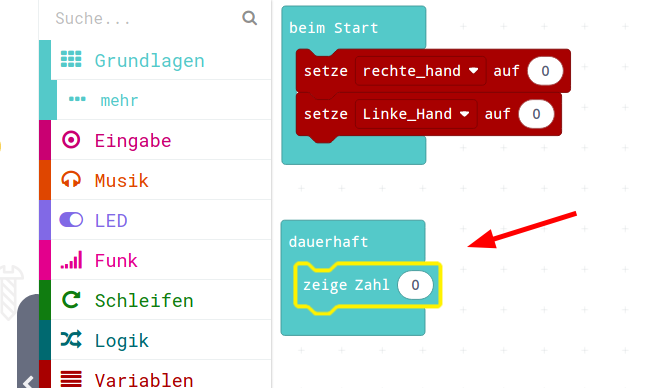 Suche...
Grundlagen
mehr
Eingabe
Musik
LED
Funk
Schleifen
Logik
Variablen
beim Start
setze rechte_hand auf 0
setze Linke_Hand auf 0
dauerhaft
zeige Zahl 0